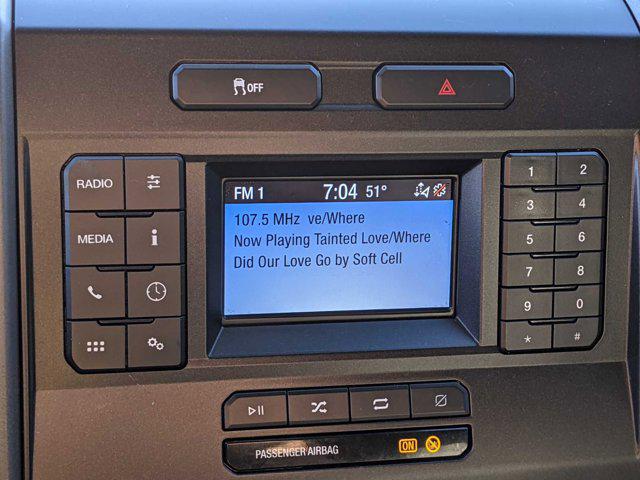 OFF
FM 1 7:04 51°
107.5 MHz ve/Where
Now Playing Tainted Love/Where
Did Our Love Go by Soft Cell
RADIO
MEDIA
i
1 2
3 4
5 6
7 8
9 0
* #
PASSENGER AIRBAG ON